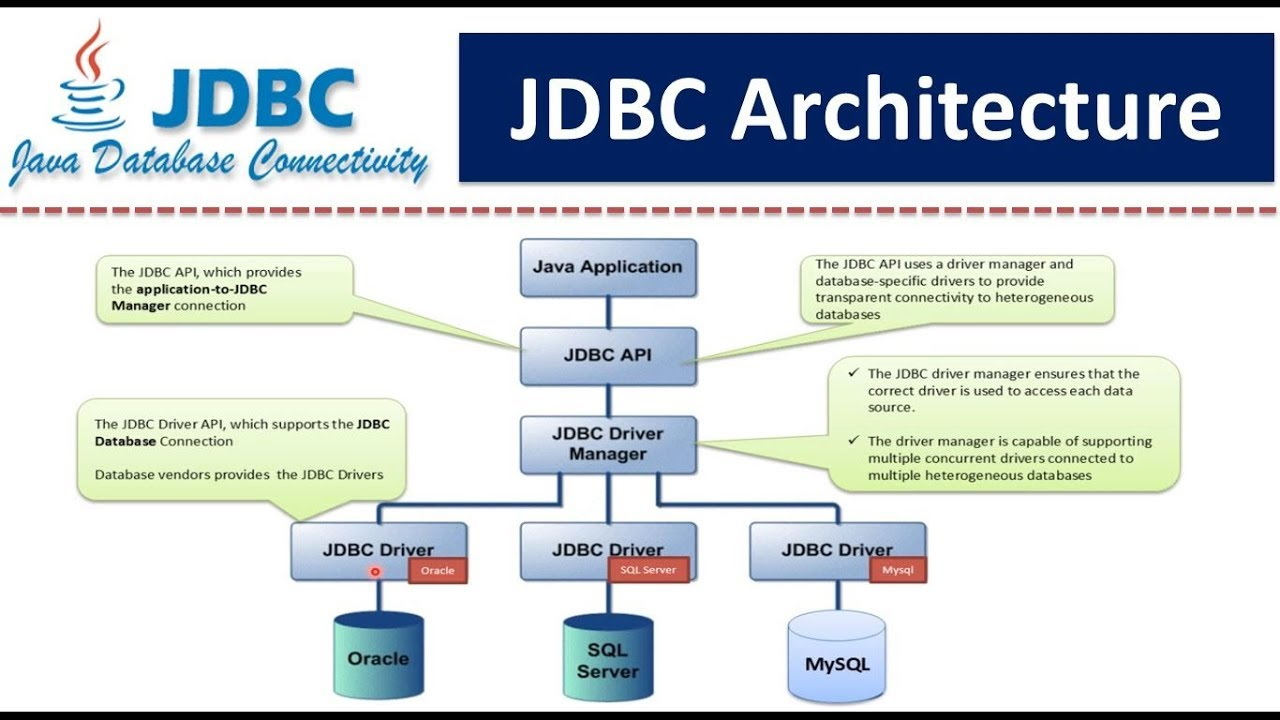 JDBC
Java Database Connectivity
JDBC Architecture
Java Application
The JDBC API, which provides
the application-to-JDBC
Manager connection
The JDBC API uses a driver manager and
database-specific drivers to provide
transparent connectivity to heterogeneous
databases
JDBC API
✓ The JDBC driver manager ensures that the
correct driver is used to access each data
source.
✓ The driver manager is capable of supporting
multiple concurrent drivers connected to
multiple heterogeneous databases
The JDBC Driver API, which supports the JDBC
Database Connection
Database vendors provides the JDBC Drivers
JDBC Driver
Manager
JDBC Driver
Oracle
JDBC Driver
SQL Server
JDBC Driver
Mysql
Oracle
SQL
Server
MySQL